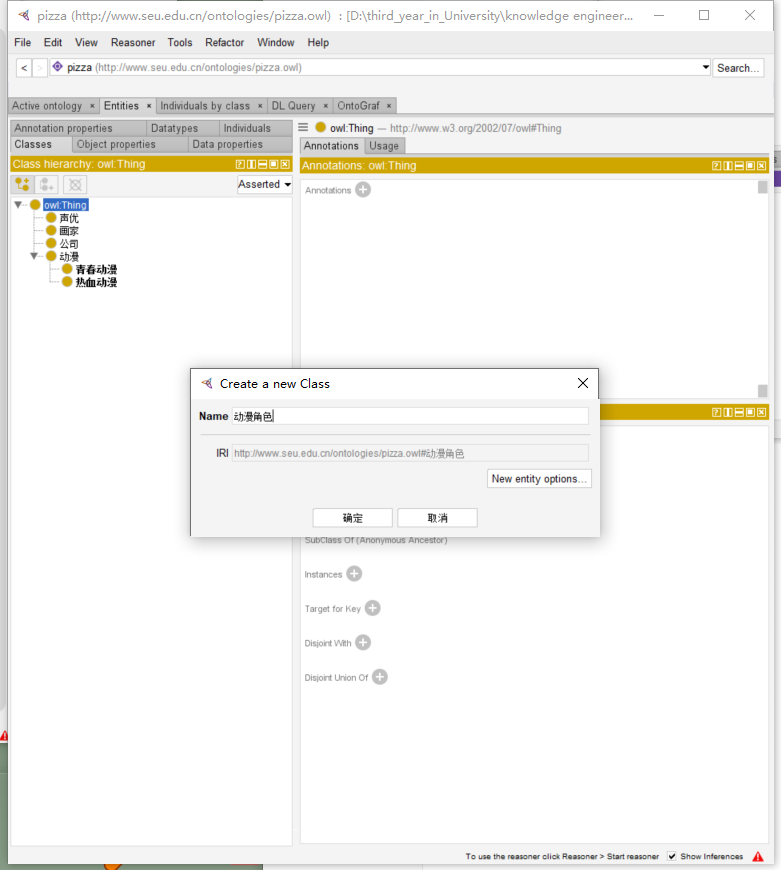 pizza (http://www.seu.edu.cn/ontologies/pizza.owl) : [D:\third_year_in_University\knowledge engineer...
File Edit View Reasoner Tools Refactor Window Help
< > pizza (http://www.seu.edu.cn/ontologies/pizza.owl) Search...
Active ontology × Entities × Individuals by class × DL Query × OntoGraf ×
Annotation properties Datatypes Individuals
Classes Object properties Data properties
Class hierarchy: owl:Thing
Asserted
owl:Thing
声优
画家
公司
动漫
青春动漫
热血动漫
owl:Thing — http://www.w3.org/2002/07/owl#Thing
Annotations Usage
Annotations: owl:Thing
Annotations
Create a new Class
Name 动漫角色
IRI http://www.seu.edu.cn/ontologies/pizza.owl#动漫角色
New entity options...
确定 取消
SubClass Of (Anonymous Ancestor)
Instances
Target for Key
Disjoint With
Disjoint Union Of
To use the reasoner click Reasoner > Start reasoner Show Inferences